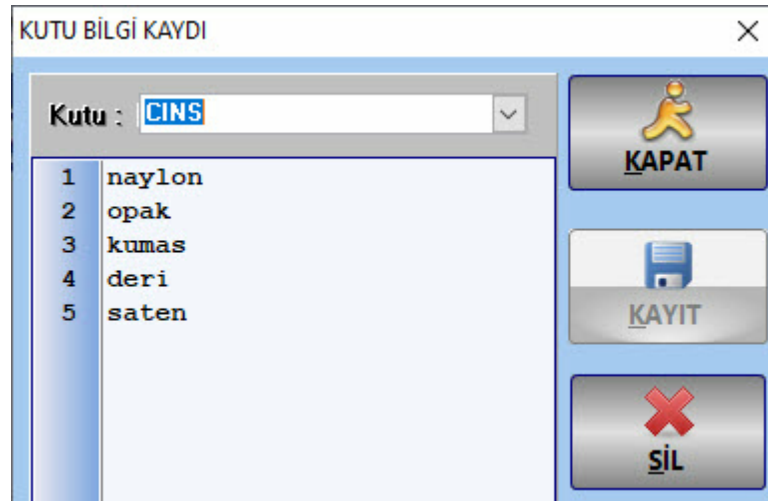 KUTU BİLGİ KAYDI
Kutu : CINS
KAPAT
1 naylon
2 opak
3 kumas
4 deri
5 saten
KAYIT
SİL